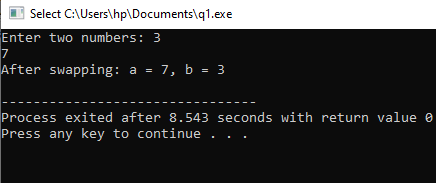 Select C:\Users\hp\Documents\q1.exe
Enter two numbers: 3
7
After swapping: a = 7, b = 3
--------------------------------
Process exited after 8.543 seconds with return value 0
Press any key to continue . . .